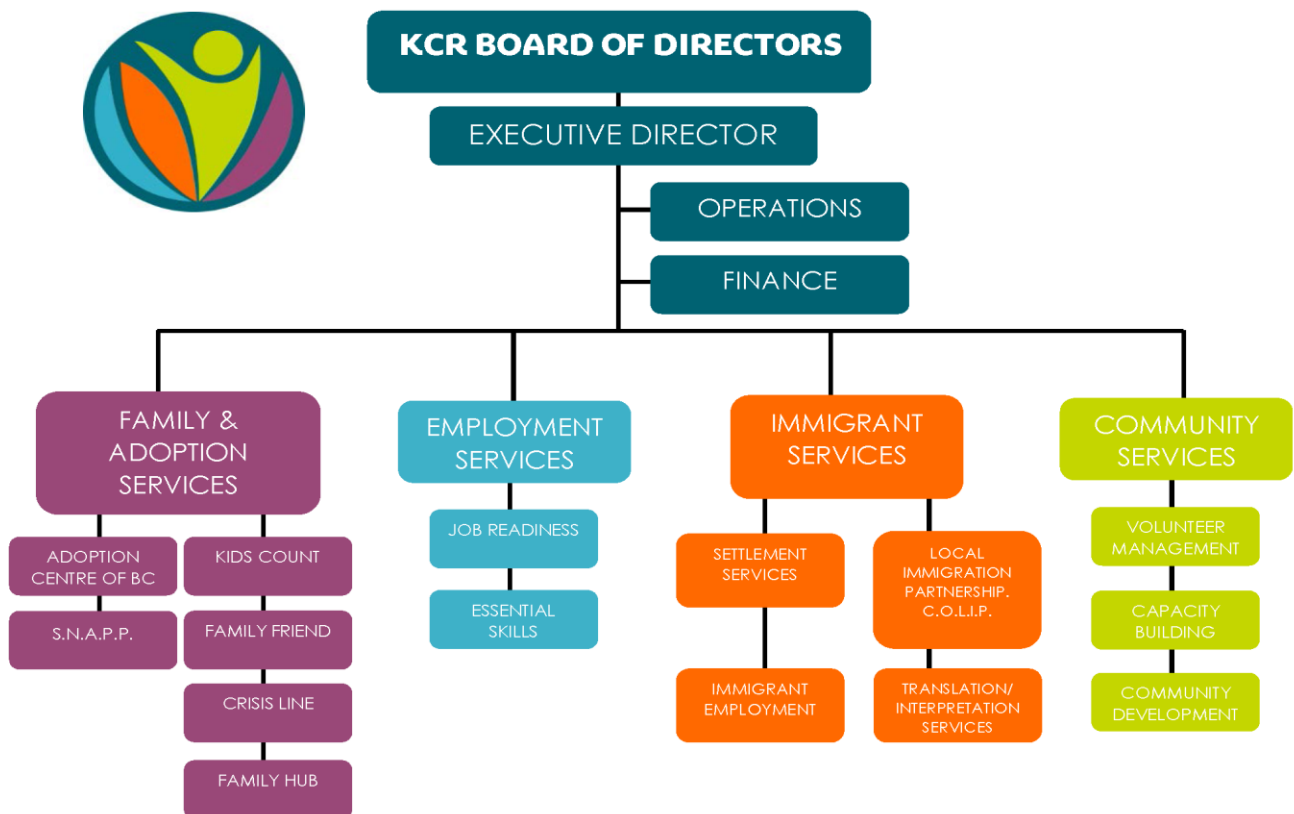 KCR BOARD OF DIRECTORS
EXECUTIVE DIRECTOR
OPERATIONS
FINANCE
FAMILY &
ADOPTION
SERVICES
ADOPTION
CENTRE OF BC
S.N.A.P.P.
KIDS COUNT
FAMILY FRIEND
CRISIS LINE
FAMILY HUB
EMPLOYMENT
SERVICES
JOB READINESS
ESSENTIAL
SKILLS
IMMIGRANT
SERVICES
SETTLEMENT
SERVICES
IMMIGRANT
EMPLOYMENT
LOCAL
IMMIGRATION
PARTNERSHIP.
C.O.L.I.P.
TRANSLATION/
INTERPRETATION
SERVICES
COMMUNITY
SERVICES
VOLUNTEER
MANAGEMENT
CAPACITY
BUILDING
COMMUNITY
DEVELOPMENT